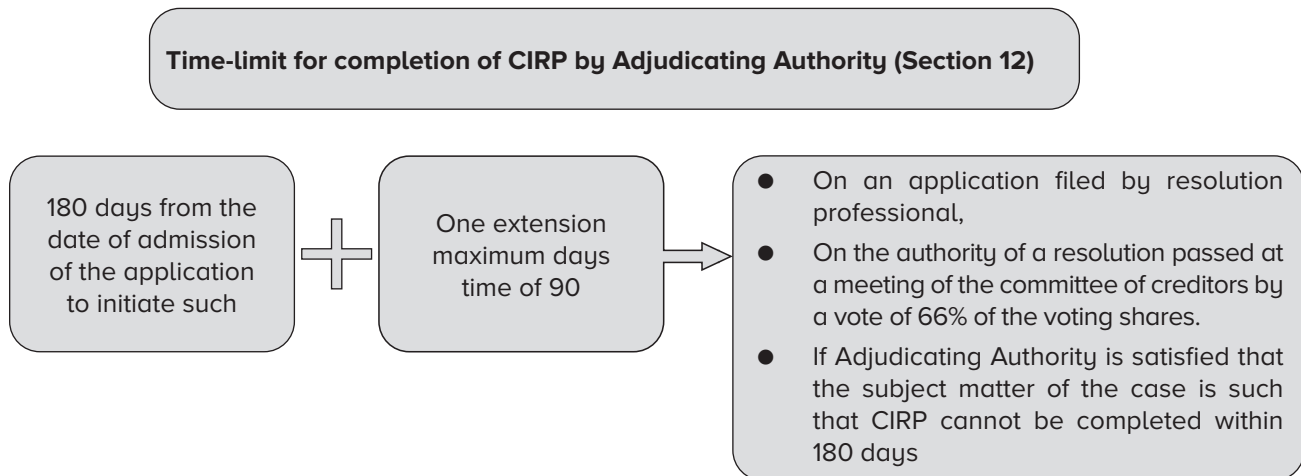 Time-limit for completion of CIRP by Adjudicating Authority (Section 12)
180 days from the
date of admission
of the application
to initiate such
One extension
maximum days
time of 90
● On an application filed by resolution
professional,
● On the authority of a resolution passed at
a meeting of the committee of creditors by
a vote of 66% of the voting shares.
● If Adjudicating Authority is satisfied that
the subject matter of the case is such
that CIRP cannot be completed within
180 days